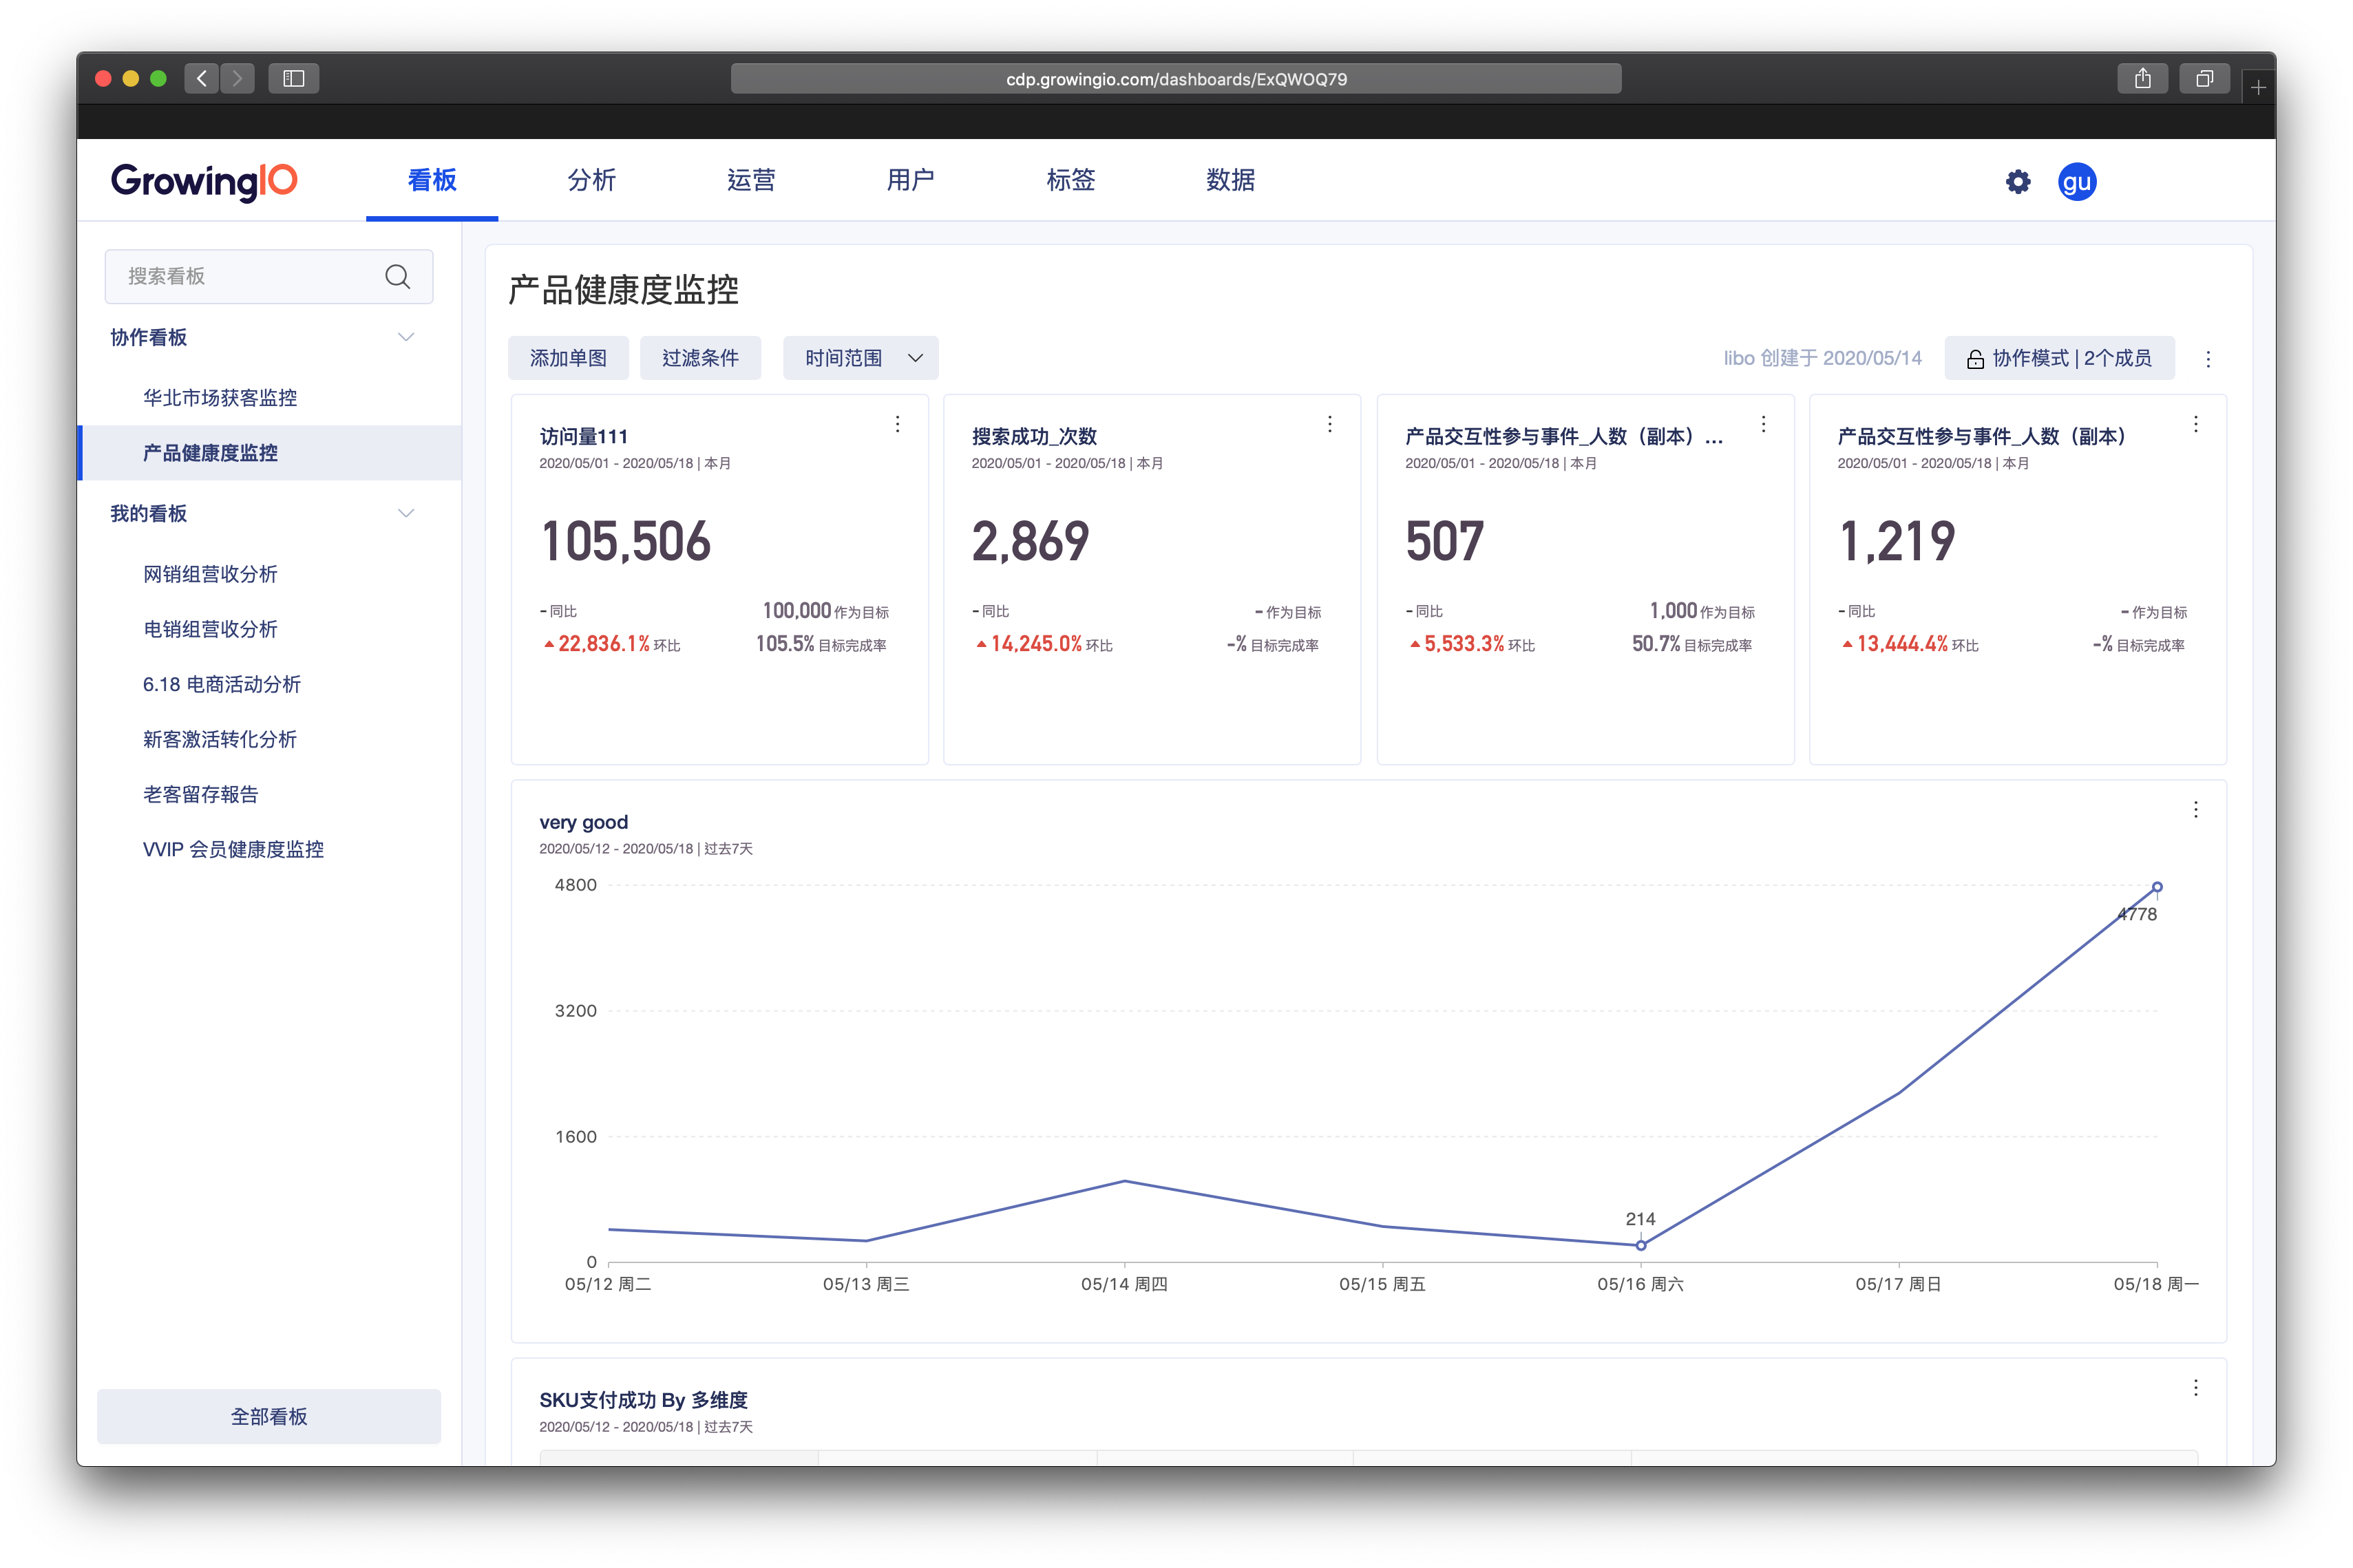 cdp.growingio.com/dashboards/ExQWOQ79
GrowingIO
看板 分析 运营 用户 标签 数据
gu
搜索看板
协作看板
华北市场获客监控
产品健康度监控
我的看板
网销组营收分析
电销组营收分析
6.18 电商活动分析
新客激活转化分析
老客留存報告
VVIP 会员健康度监控
全部看板
产品健康度监控
添加单图 过滤条件 时间范围
libo 创建于 2020/05/14 协作模式 | 2个成员
访问量111
2020/05/01 - 2020/05/18 | 本月
105,506
- 同比 100,000 作为目标
22,836.1% 环比 105.5% 目标完成率
搜索成功_次数
2020/05/01 - 2020/05/18 | 本月
2,869
- 同比 - 作为目标
14,245.0% 环比 -% 目标完成率
产品交互性参与事件_人数（副本）...
2020/05/01 - 2020/05/18 | 本月
507
- 同比 1,000 作为目标
5,533.3% 环比 50.7% 目标完成率
产品交互性参与事件_人数（副本）
2020/05/01 - 2020/05/18 | 本月
1,219
- 同比 - 作为目标
13,444.4% 环比 -% 目标完成率
very good
2020/05/12 - 2020/05/18 | 过去7天
4800
4778
3200
1600
214
0
05/12 周二 05/13 周三 05/14 周四 05/15 周五 05/16 周六 05/17 周日 05/18 周一
SKU支付成功 By 多维度
2020/05/12 - 2020/05/18 | 过去7天